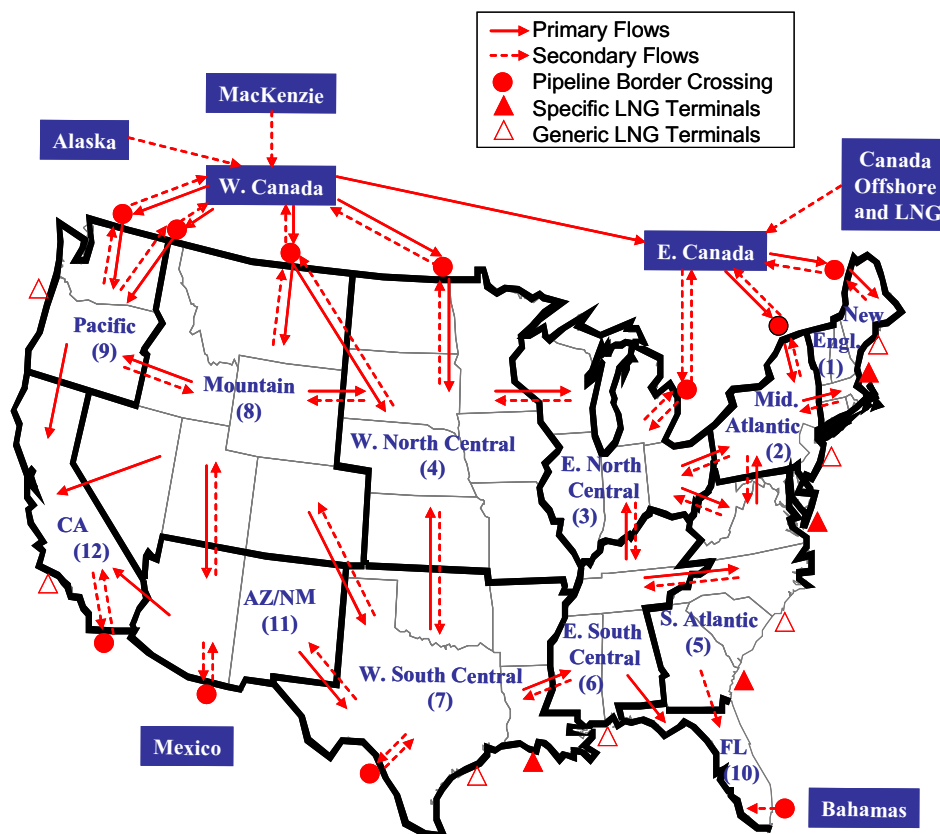 Primary Flows
Secondary Flows
Pipeline Border Crossing
Specific LNG Terminals
Generic LNG Terminals
MacKenzie
Alaska
W. Canada
Canada
Offshore
and LNG
E. Canada
Pacific
(9)
Mountain
(8)
W. North Central
(4)
E. North
Central
(3)
New
Engl.
(1)
Mid.
Atlantic
(2)
CA
(12)
AZ/NM
(11)
W. South Central
(7)
E. South
Central
(6)
S. Atlantic
(5)
FL
(10)
Mexico
Bahamas